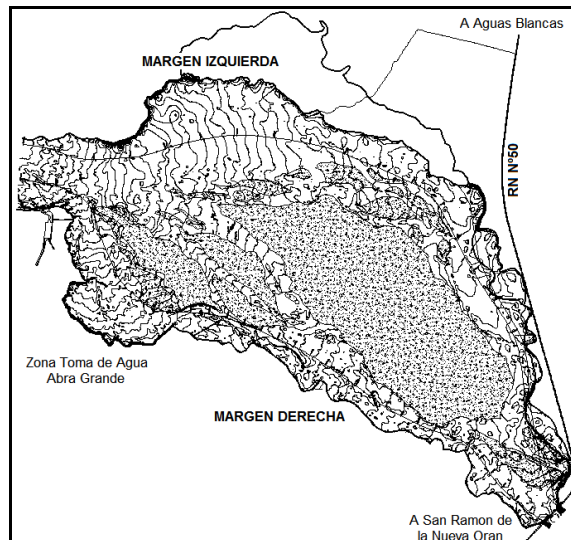 A Aguas Blancas
MARGEN IZQUIERDA
RN Nº50
Zona Toma de Agua
Abra Grande
MARGEN DERECHA
A San Ramon de
la Nueva Oran